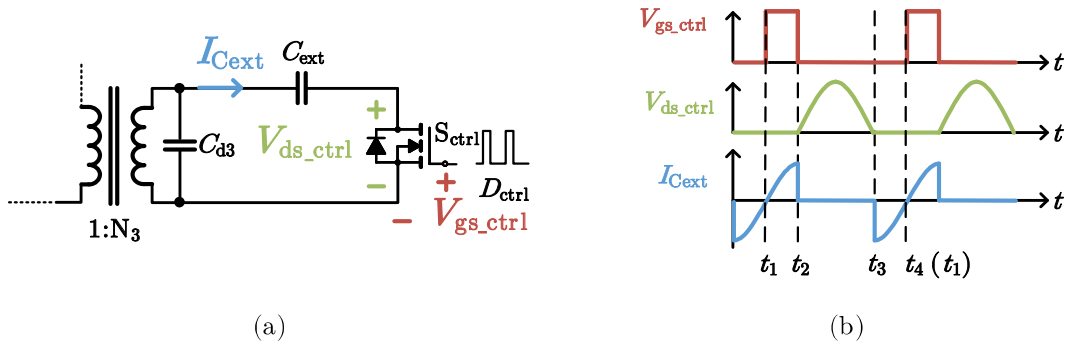 I_Cext
C_ext
+
C_d3
V_ds_ctrl
−
S_ctrl
D_ctrl
+
V_gs_ctrl
−
1:N_3
(a)
V_gs_ctrl
t
V_ds_ctrl
t
I_Cext
t
t_1 t_2 t_3 t_4 (t_1)
(b)